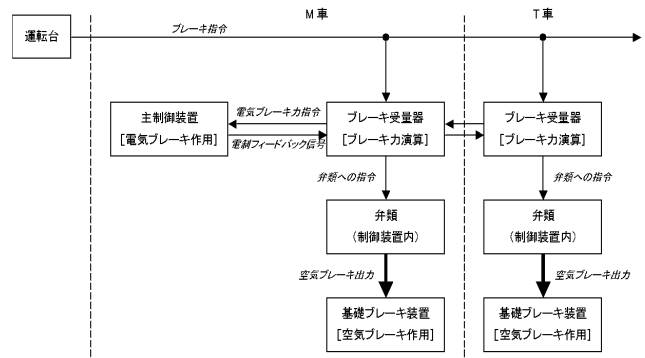 M車
T車
運転台
ブレーキ指令
主制御装置
[電気ブレーキ作用]
電気ブレーキ力指令
電制フィードバック信号
ブレーキ受量器
[ブレーキ力演算]
ブレーキ受量器
[ブレーキ力演算]
弁類への指令
弁類への指令
弁類
(制御装置内)
弁類
(制御装置内)
空気ブレーキ出力
空気ブレーキ出力
基礎ブレーキ装置
[空気ブレーキ作用]
基礎ブレーキ装置
[空気ブレーキ作用]